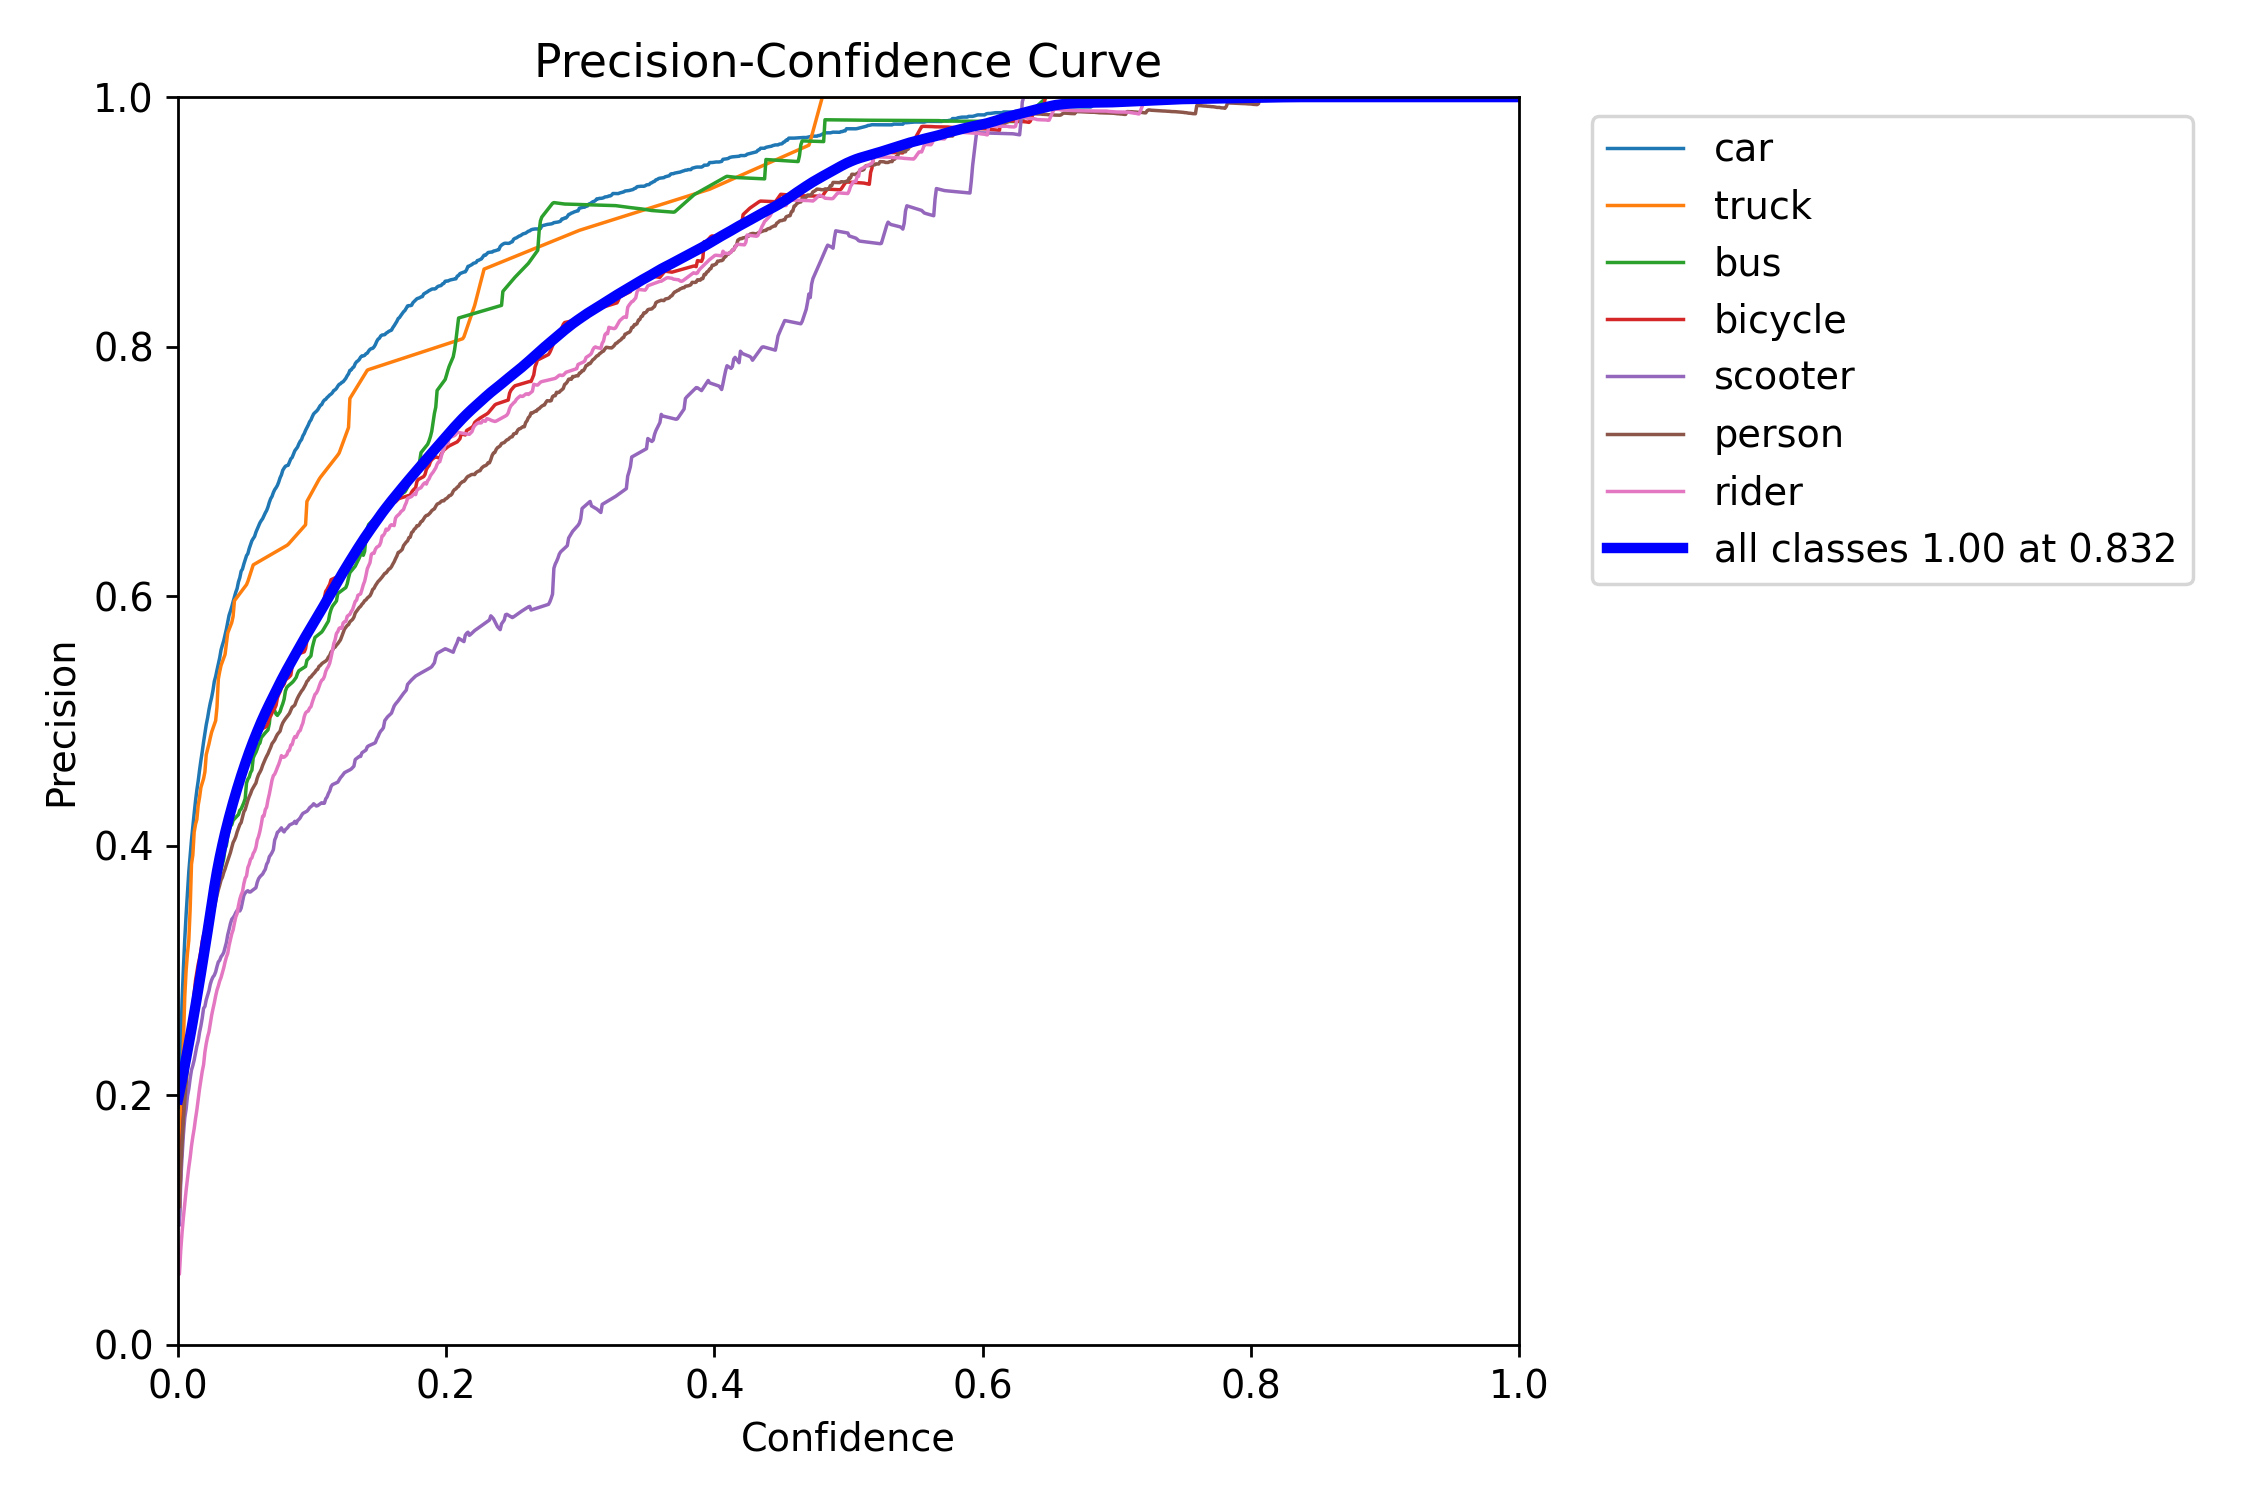 Precision-Confidence Curve
1.0
0.8
0.6
0.4
0.2
0.0
Precision
0.0 0.2 0.4 0.6 0.8 1.0
Confidence
car
truck
bus
bicycle
scooter
person
rider
all classes 1.00 at 0.832